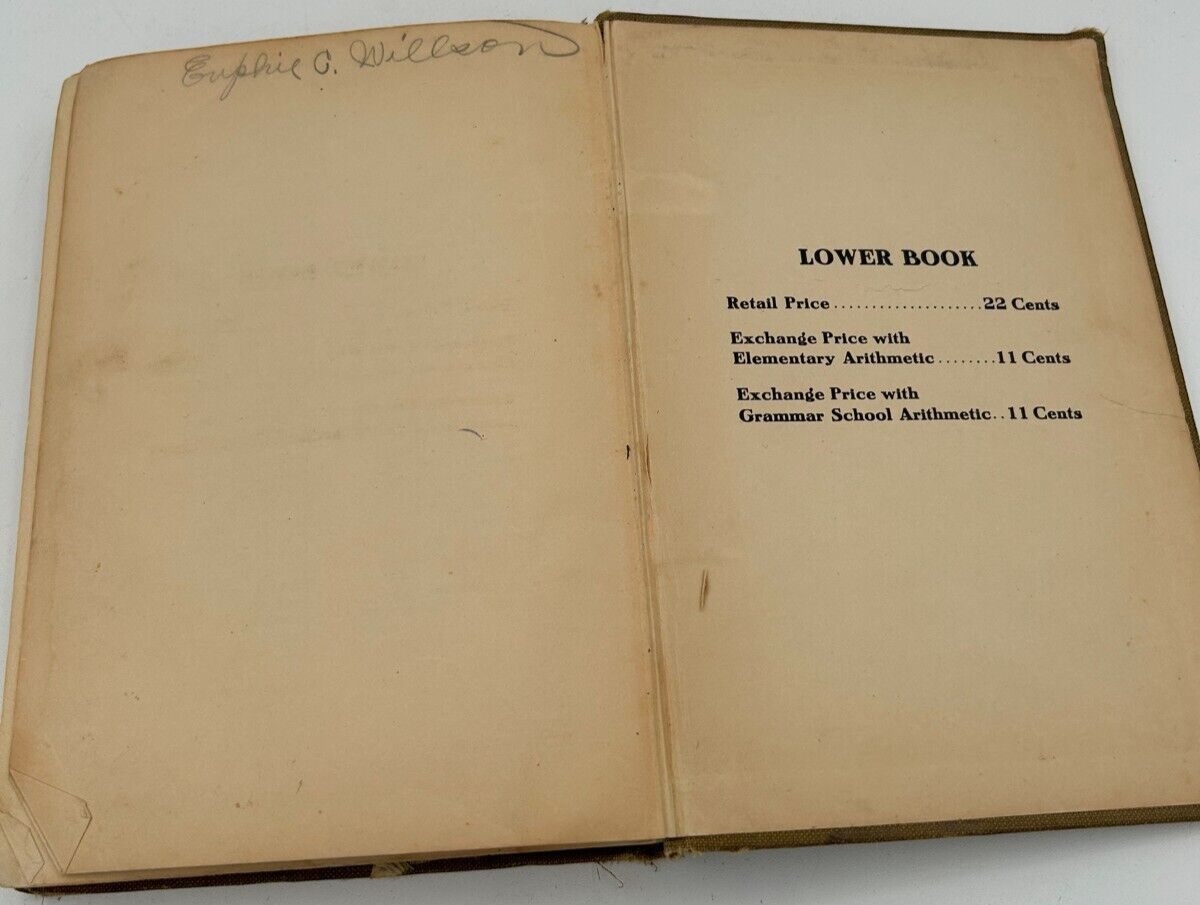 Euphie C. Willson
LOWER BOOK
Retail Price....................22 Cents
Exchange Price with
Elementary Arithmetic........11 Cents
Exchange Price with
Grammar School Arithmetic..11 Cents